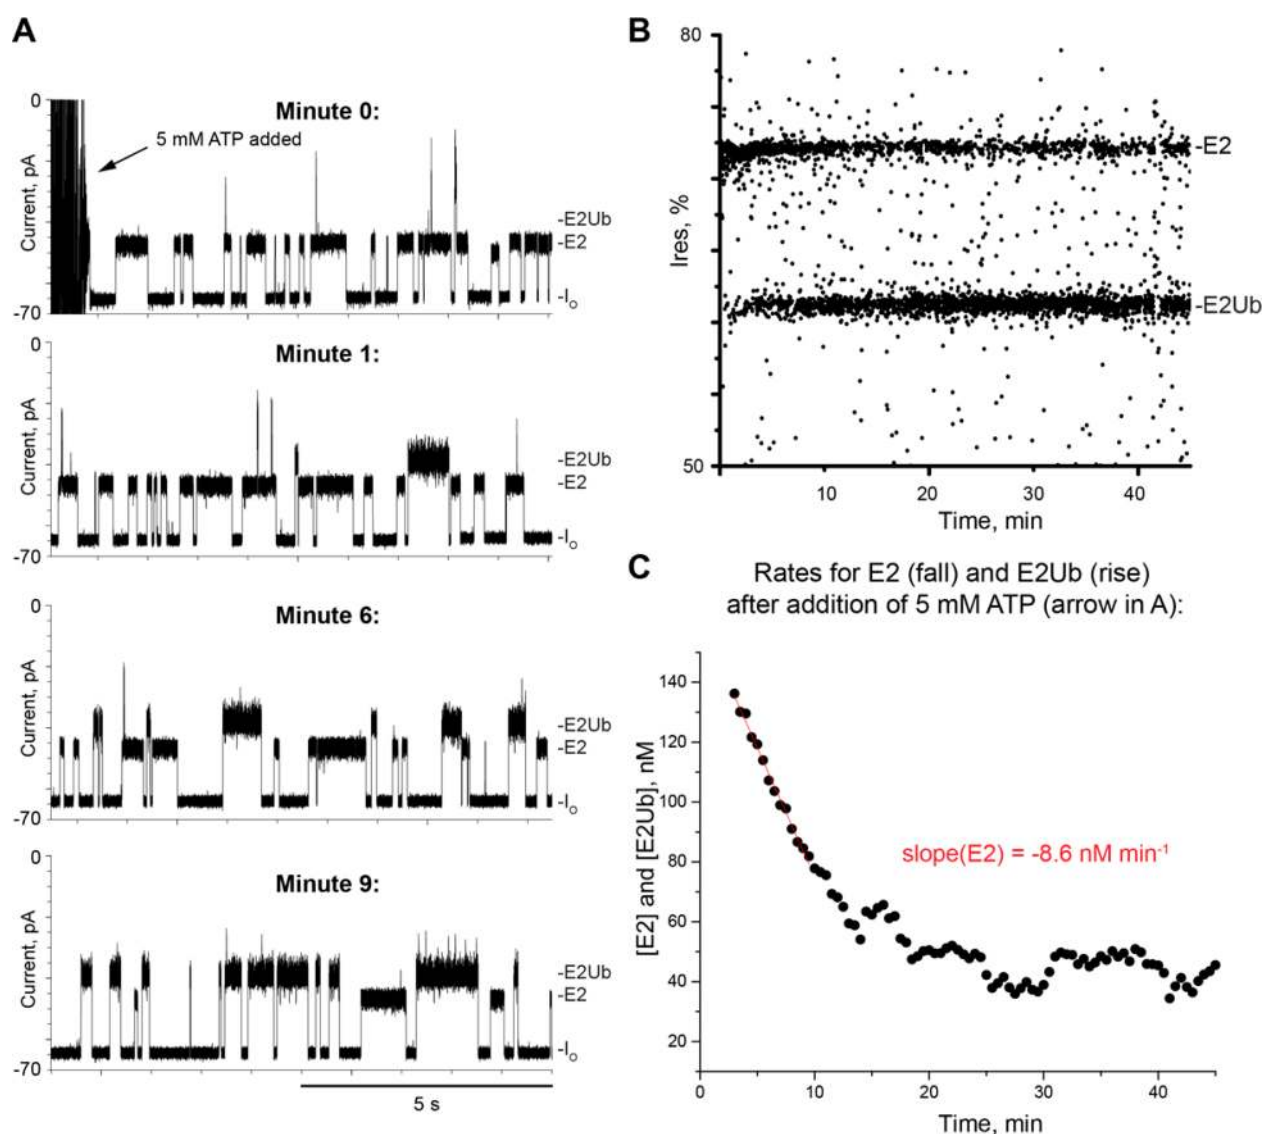 A
0
Minute 0:
5 mM ATP added
Current, pA
-E2Ub
-E2
-Io
-70
0
Minute 1:
Current, pA
-E2Ub
-E2
-Io
-70
0
Minute 6:
Current, pA
-E2Ub
-E2
-Io
-70
0
Minute 9:
Current, pA
-E2Ub
-E2
-Io
-70
5 s
B
80
-E2
Ires, %
-E2Ub
50
10 20 30 40
Time, min
C
Rates for E2 (fall) and E2Ub (rise)
after addition of 5 mM ATP (arrow in A):
140
120
100
80
60
40
20
[E2] and [E2Ub], nM
slope(E2) = -8.6 nM min⁻¹
0 10 20 30 40
Time, min